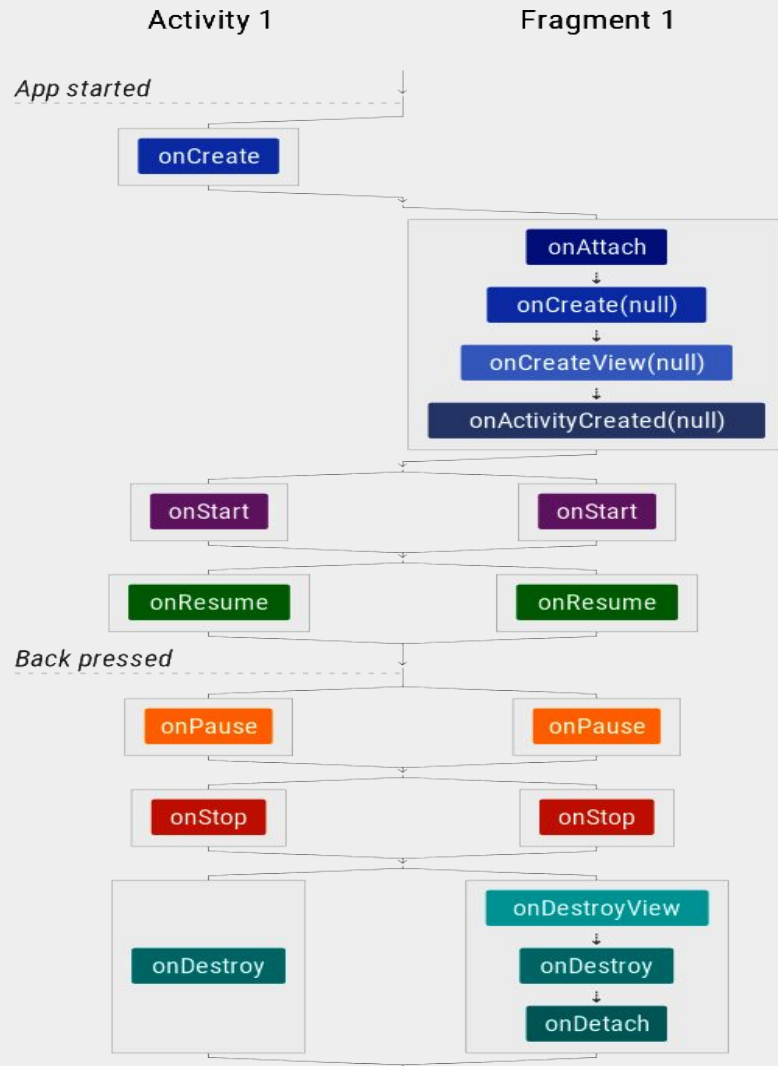 Activity 1 Fragment 1
App started
onCreate
onAttach
onCreate(null)
onCreateView(null)
onActivityCreated(null)
onStart onStart
onResume onResume
Back pressed
onPause onPause
onStop onStop
onDestroyView
onDestroy onDestroy
onDetach